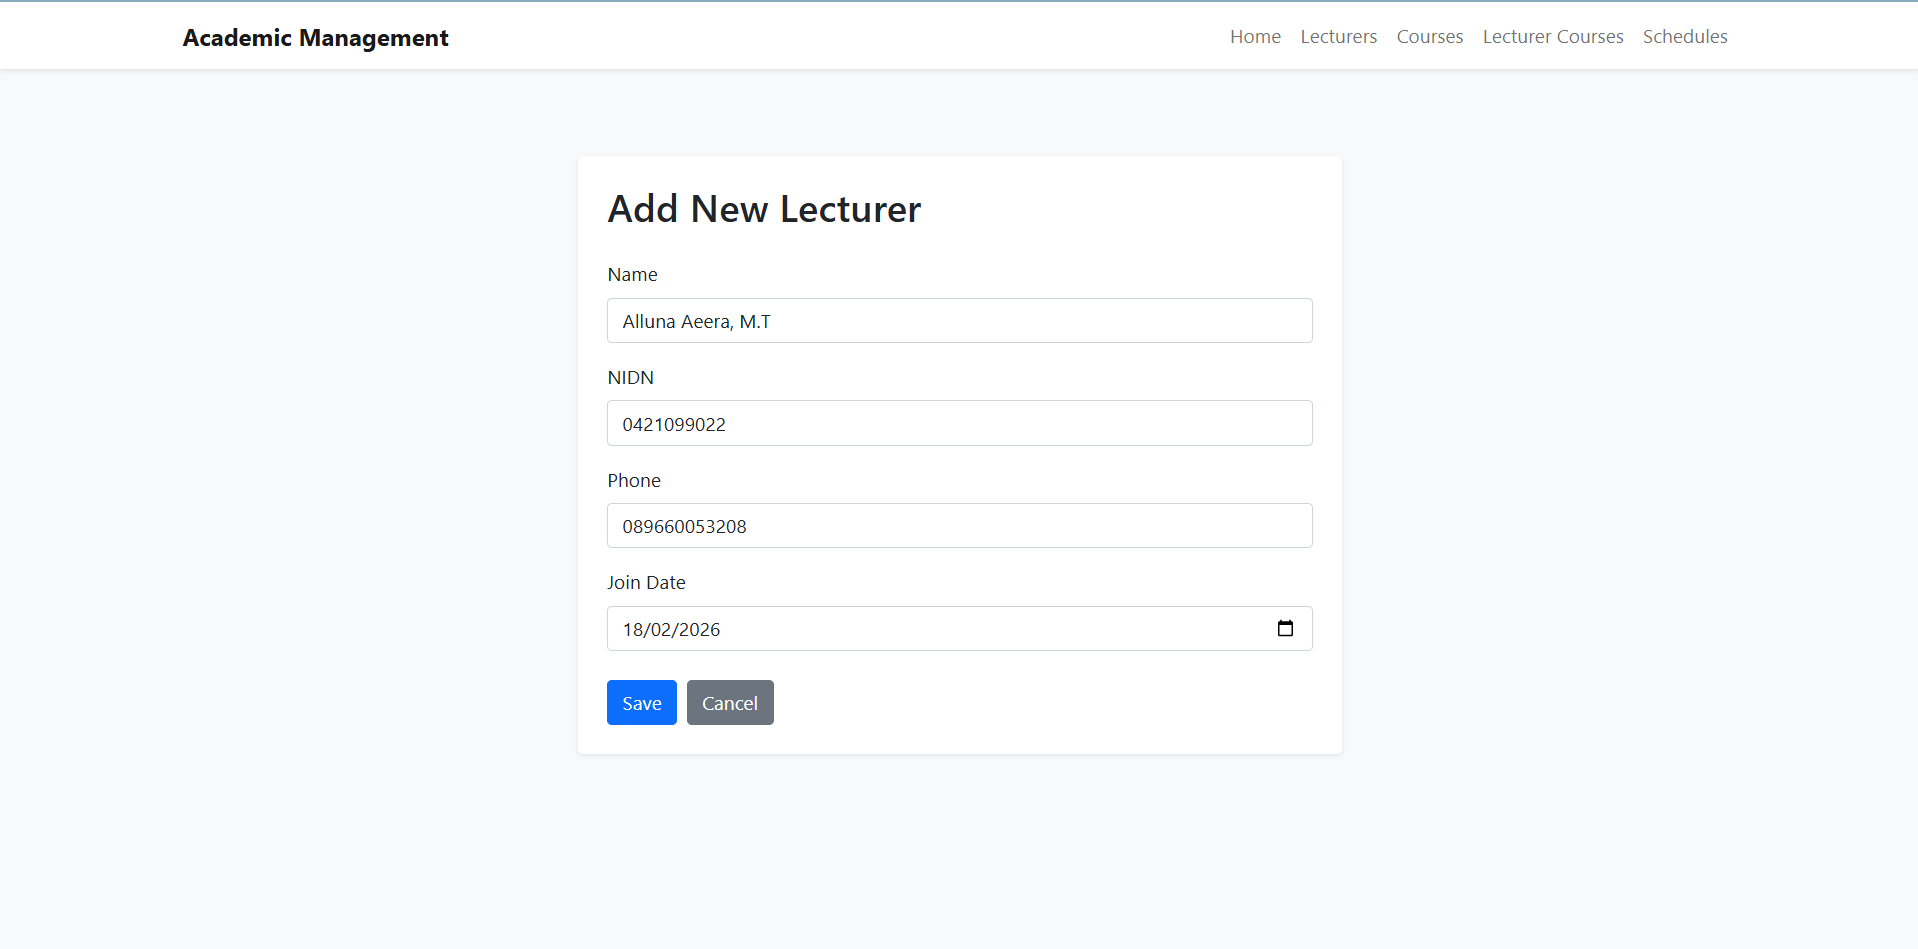 Academic Management
Home Lecturers Courses Lecturer Courses Schedules
Add New Lecturer
Name
Alluna Aeera, M.T
NIDN
0421099022
Phone
089660053208
Join Date
18/02/2026
Save Cancel